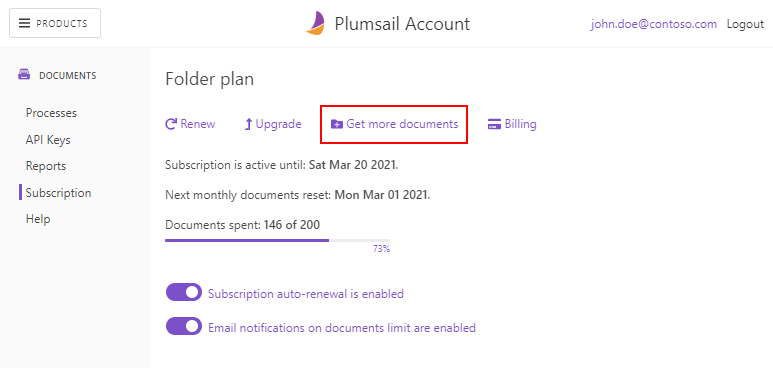 PRODUCTS
Plumsail Account
john.doe@contoso.com Logout
DOCUMENTS
Processes
API Keys
Reports
Subscription
Help
Folder plan
Renew Upgrade Get more documents Billing
Subscription is active until: Sat Mar 20 2021.
Next monthly documents reset: Mon Mar 01 2021.
Documents spent: 146 of 200
73%
Subscription auto-renewal is enabled
Email notifications on documents limit are enabled